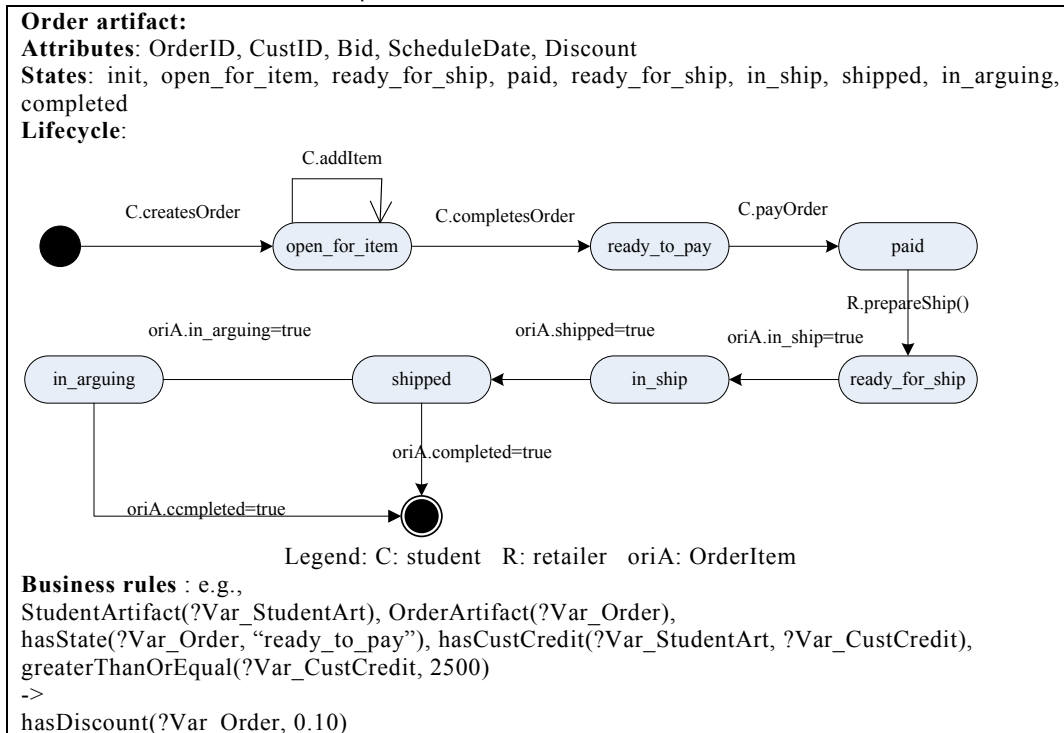 Order artifact:
Attributes: OrderID, CustID, Bid, ScheduleDate, Discount
States: init, open_for_item, ready_for_ship, paid, ready_for_ship, in_ship, shipped, in_arguing,
completed
Lifecycle:
C.addItem
C.createsOrder
C.completesOrder
C.payOrder
open_for_item
ready_to_pay
paid
R.prepareShip()
oriA.in_arguing=true
oriA.shipped=true
oriA.in_ship=true
in_arguing
shipped
in_ship
ready_for_ship
oriA.completed=true
oriA.ccmpleted=true
Legend: C: student R: retailer oriA: OrderItem
Business rules : e.g.,
StudentArtifact(?Var_StudentArt), OrderArtifact(?Var_Order),
hasState(?Var_Order, “ready_to_pay”), hasCustCredit(?Var_StudentArt, ?Var_CustCredit),
greaterThanOrEqual(?Var_CustCredit, 2500)
->
hasDiscount(?Var_Order, 0.10)